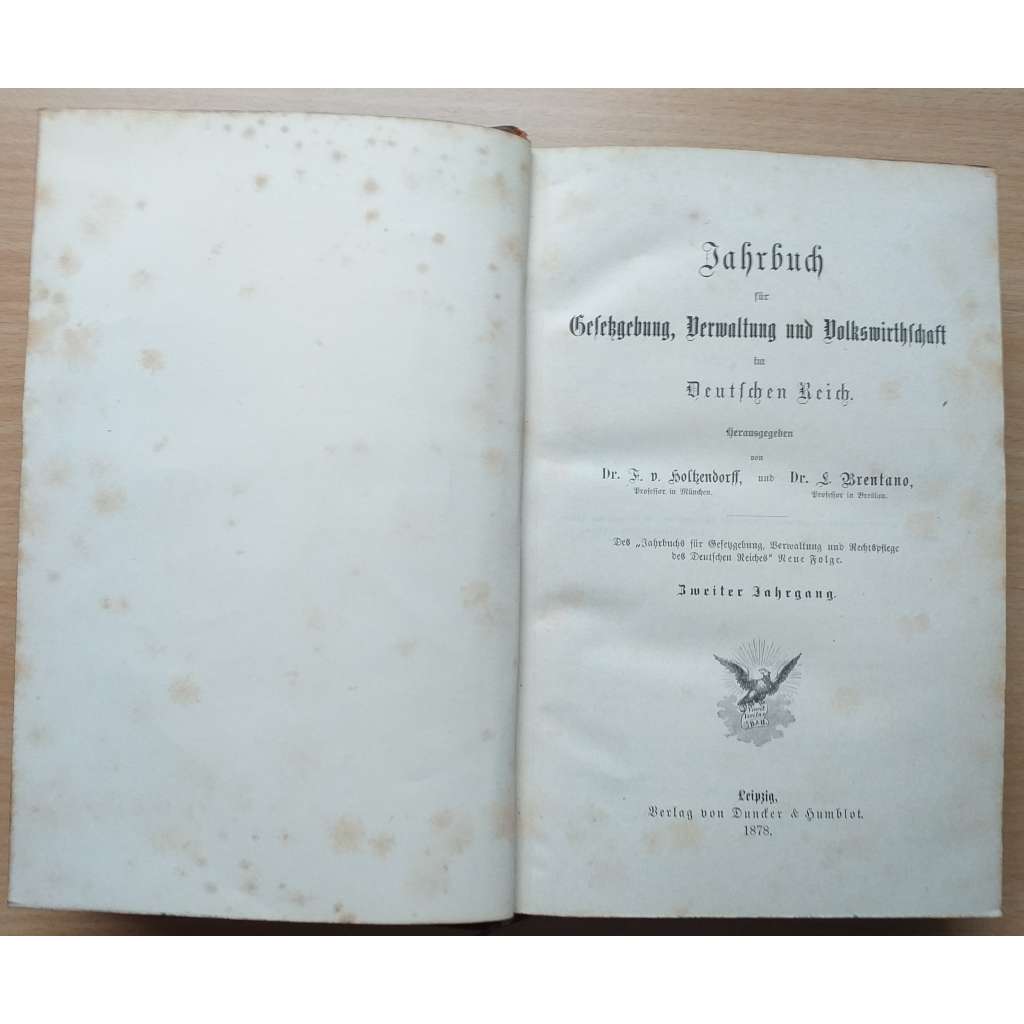 Jahrbuch
für
Gesetzgebung, Verwaltung und Volkswirthschaft
im
Deutschen Reich.
Herausgegeben
von
Dr. F. v. Holtzendorff, und Dr. L. Brentano,
Professor in München. Professor in Breslau.
Des „Jahrbuchs für Gesetzgebung, Verwaltung und Rechtspflege
des Deutschen Reiches" Neue Folge.
Zweiter Jahrgang.
Leipzig,
Verlag von Duncker & Humblot.
1878.